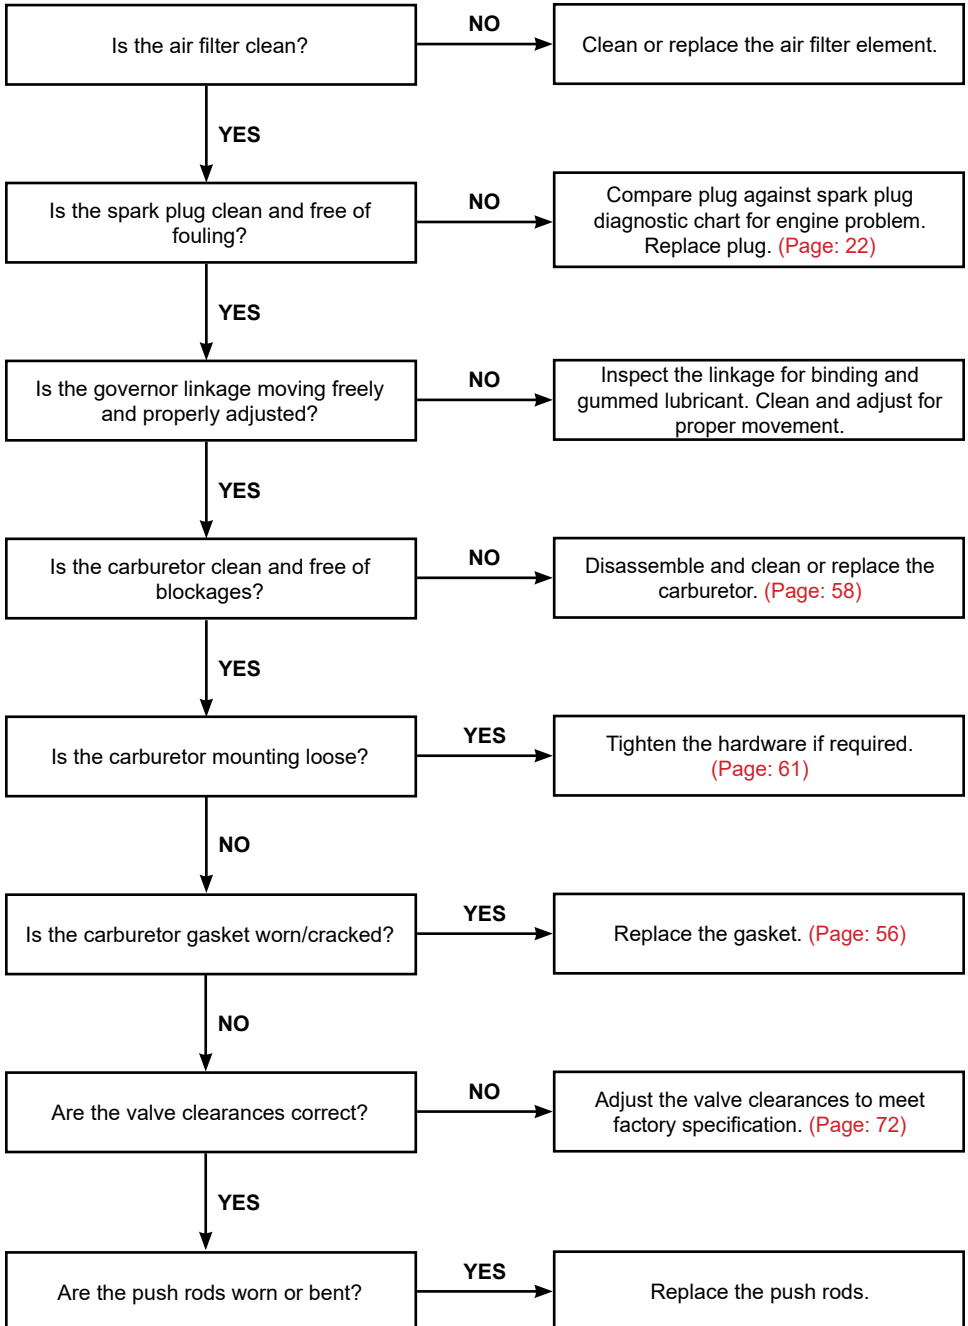 Is the air filter clean?
NO
Clean or replace the air filter element.
YES
Is the spark plug clean and free of
fouling?
NO
Compare plug against spark plug
diagnostic chart for engine problem.
Replace plug. (Page: 22)
YES
Is the governor linkage moving freely
and properly adjusted?
NO
Inspect the linkage for binding and
gummed lubricant. Clean and adjust for
proper movement.
YES
Is the carburetor clean and free of
blockages?
NO
Disassemble and clean or replace the
carburetor. (Page: 58)
YES
Is the carburetor mounting loose?
YES
Tighten the hardware if required.
(Page: 61)
NO
Is the carburetor gasket worn/cracked?
YES
Replace the gasket. (Page: 56)
NO
Are the valve clearances correct?
NO
Adjust the valve clearances to meet
factory specification. (Page: 72)
YES
Are the push rods worn or bent?
YES
Replace the push rods.